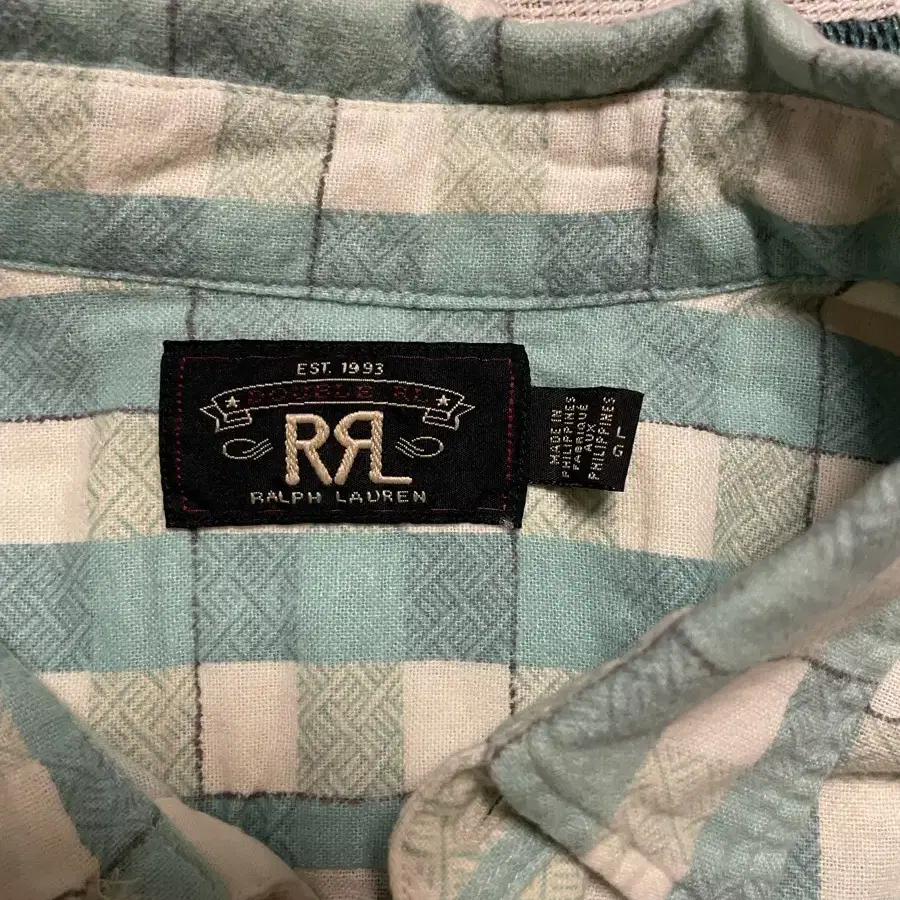 EST. 1993
DOUBLE RL
RRL
RALPH LAUREN
MADE IN
PHILIPPINES
FABRIQUÉ
AUX
PHILIPPINES
L
G